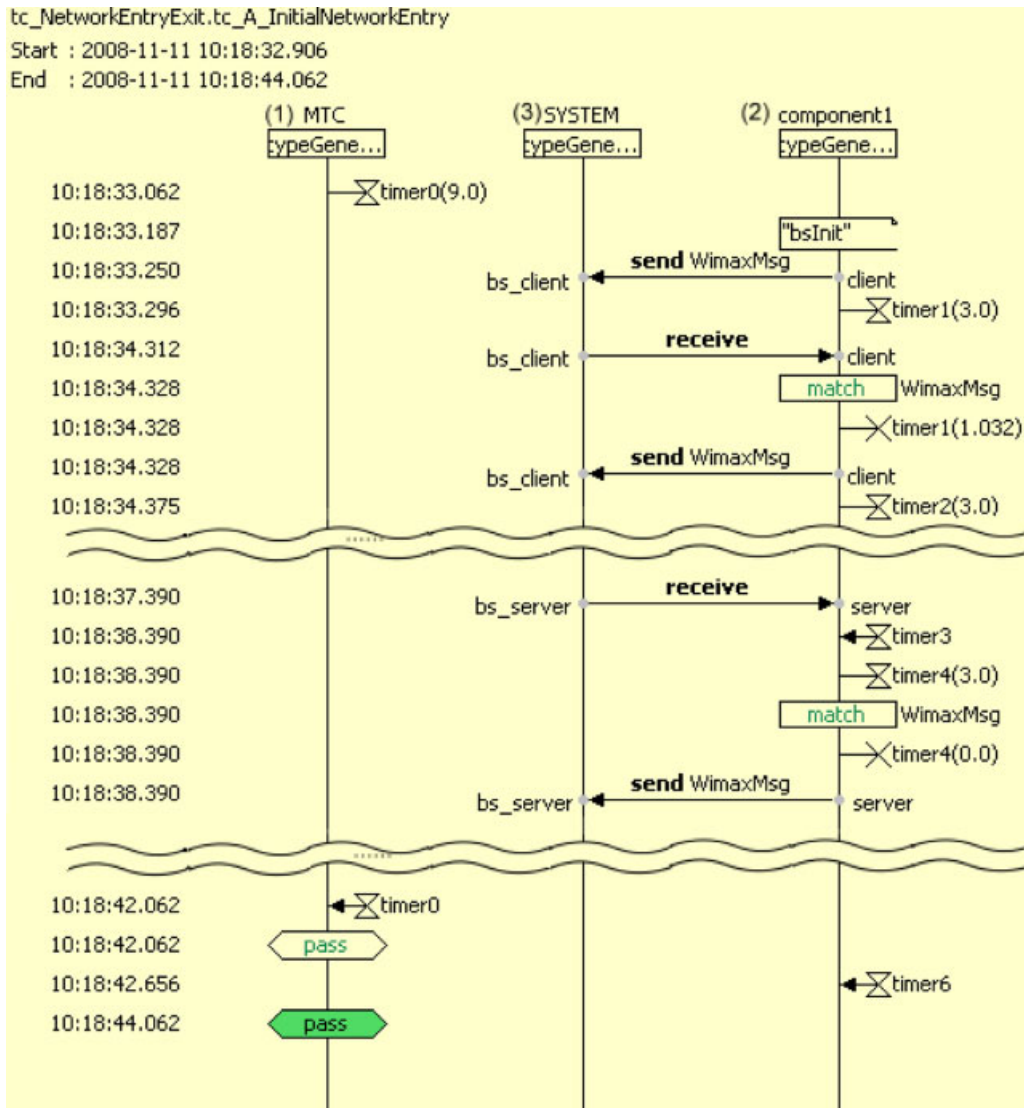 tc_NetworkEntryExit.tc_A_InitialNetworkEntry
Start : 2008-11-11 10:18:32.906
End : 2008-11-11 10:18:44.062
(1) MTC (3) SYSTEM (2) component1
typeGene... typeGene... typeGene...
10:18:33.062 timer0(9.0)
10:18:33.187 "bsInit"
10:18:33.250 bs_client send WimaxMsg client
10:18:33.296 timer1(3.0)
10:18:34.312 bs_client receive client
10:18:34.328 match WimaxMsg
10:18:34.328 timer1(1.032)
10:18:34.328 bs_client send WimaxMsg client
10:18:34.375 timer2(3.0)
......
10:18:37.390 bs_server receive server
10:18:38.390 timer3
10:18:38.390 timer4(3.0)
10:18:38.390 match WimaxMsg
10:18:38.390 timer4(0.0)
10:18:38.390 bs_server send WimaxMsg server
......
10:18:42.062 timer0
10:18:42.062 pass
10:18:42.656 timer6
10:18:44.062 pass